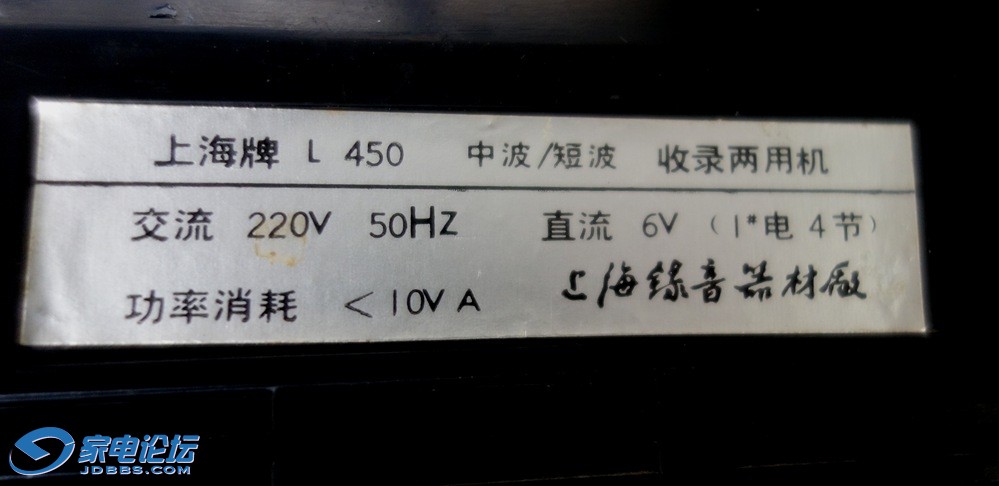 上海牌 L 450 中波/短波 收录两用机
交流 220V 50Hz 直流 6V (1#电4节)
功率消耗 <10VA 上海録音器材廠
家电论坛
JDBBS.COM